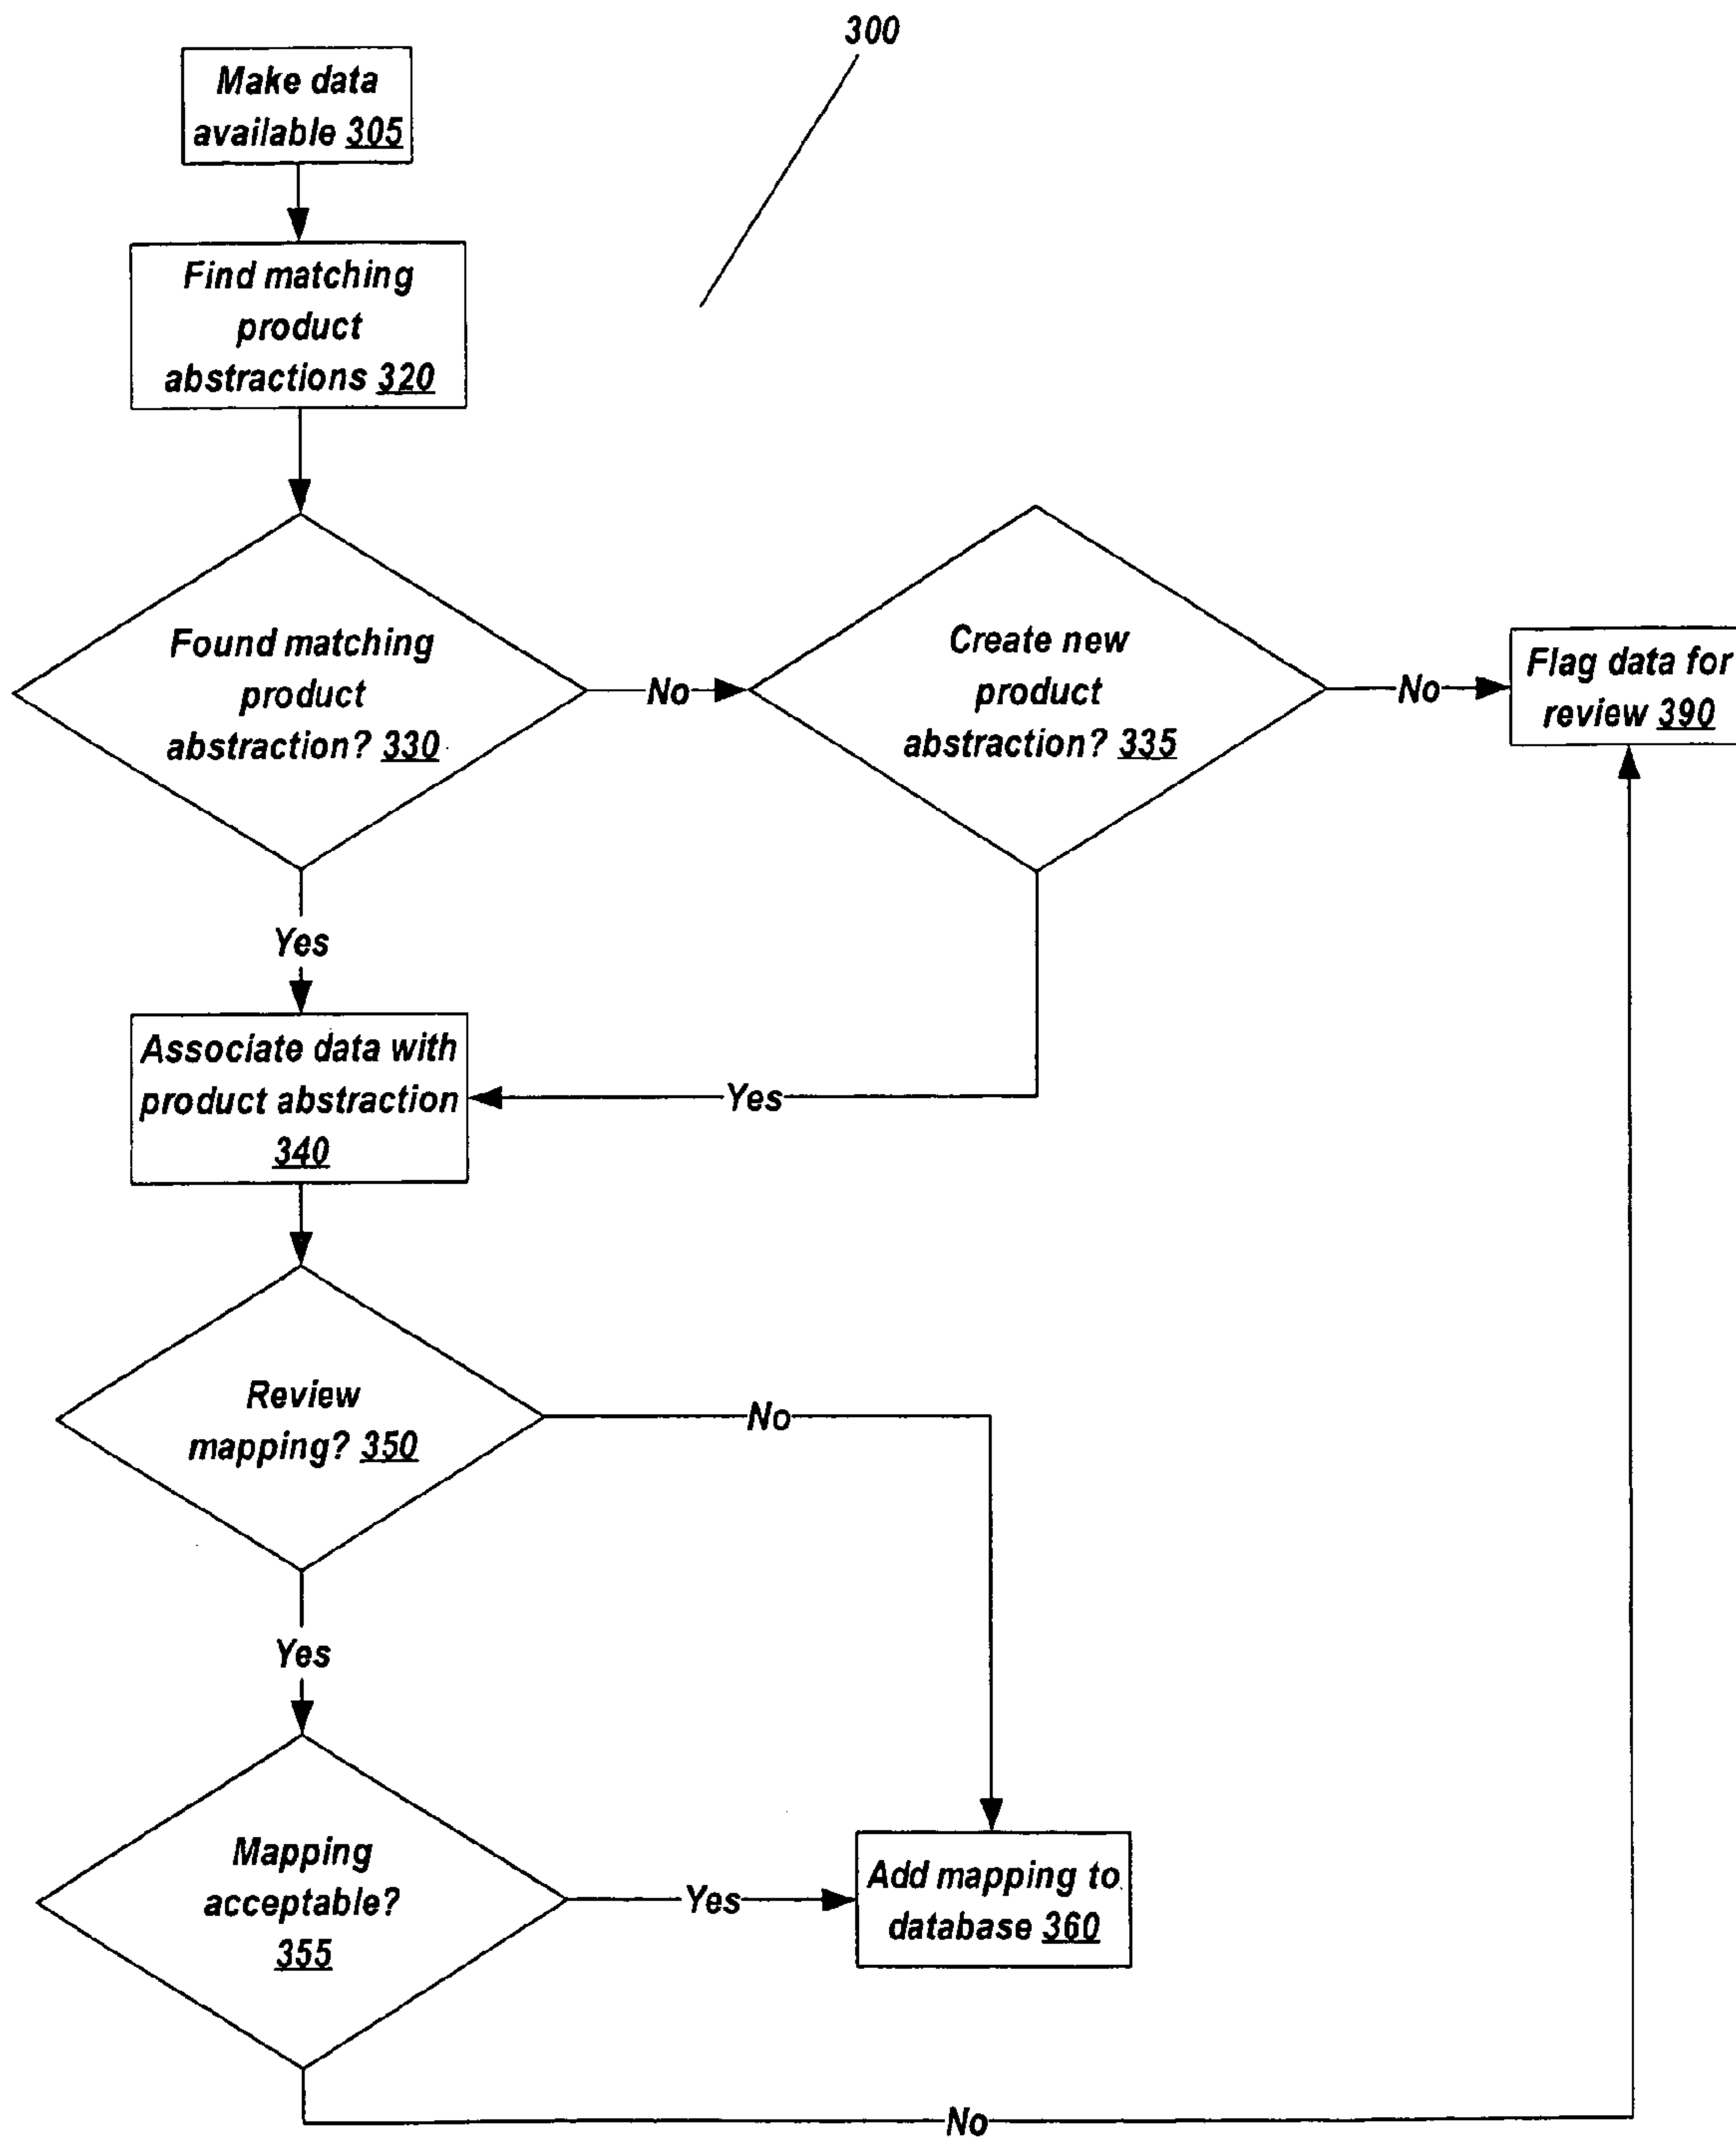 300
Make data
available 305
Find matching
product
abstractions 320
Found matching
product
abstraction? 330
No
Create new
product
abstraction? 335
No
Flag data for
review 390
Yes
Associate data with
product abstraction
340
Yes
Review
mapping? 350
No
Yes
Mapping
acceptable?
355
Yes
Add mapping to
database 360
No